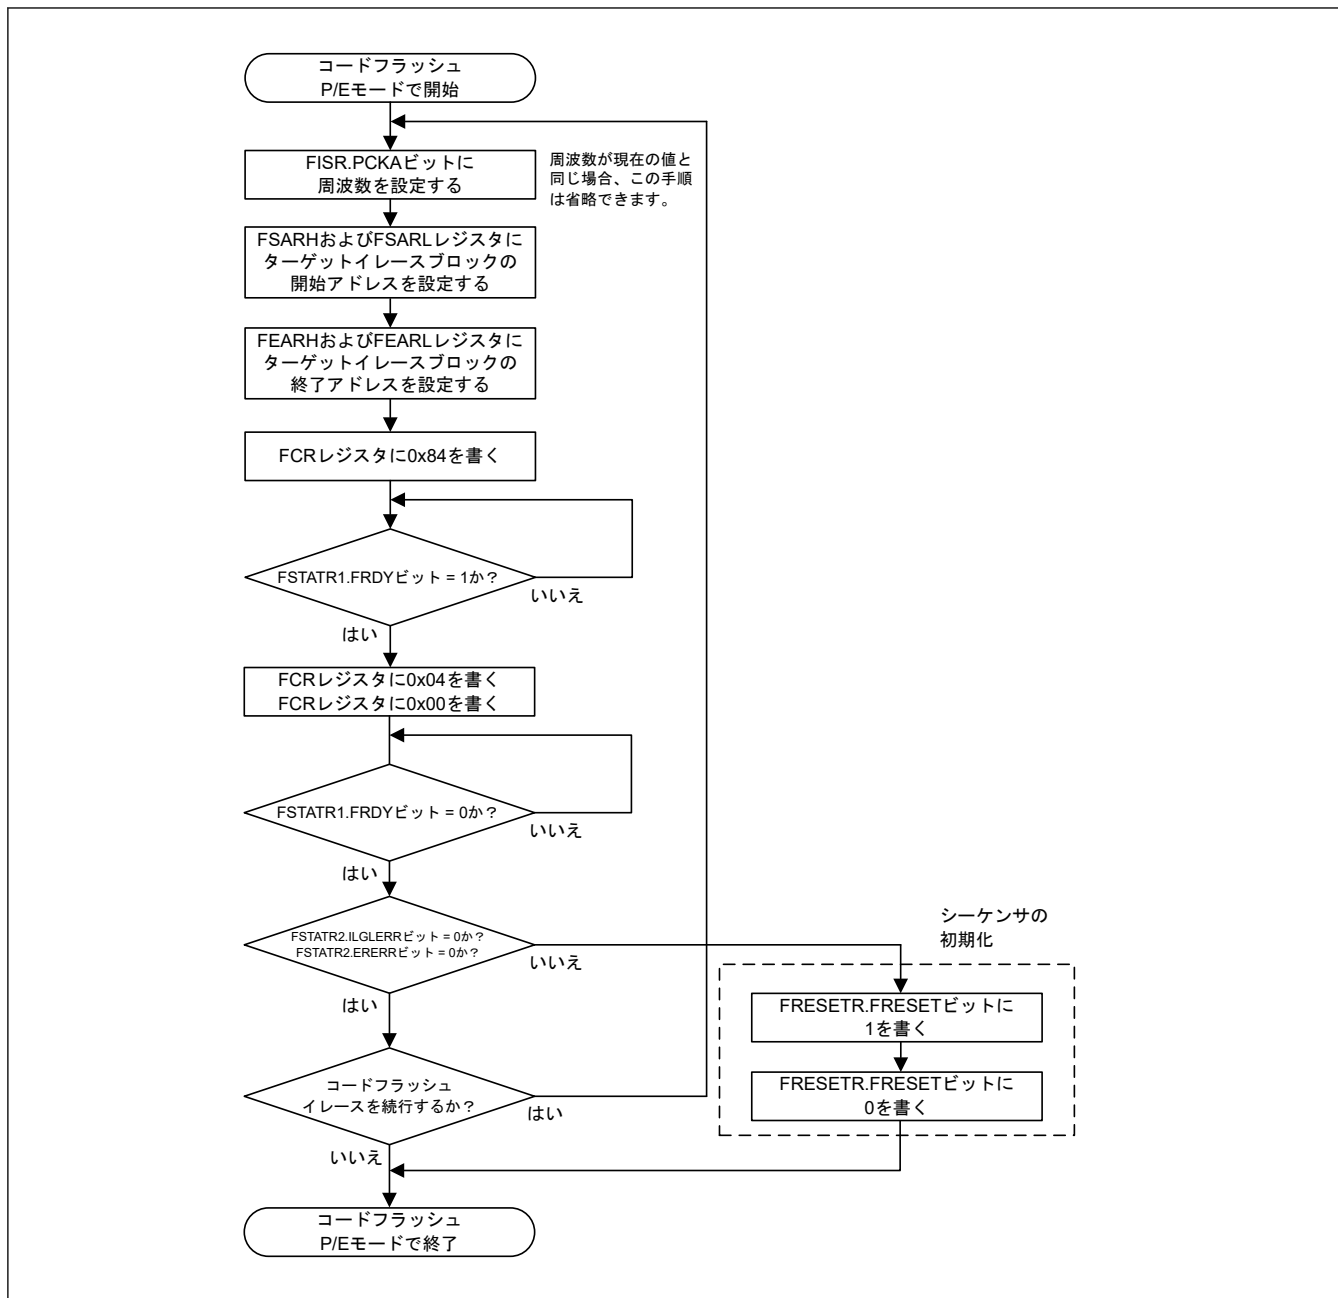 コードフラッシュ
P/Eモードで開始
FISR.PCKAビットに
周波数を設定する
周波数が現在の値と
同じ場合、この手順
は省略できます。
FSARHおよびFSARLレジスタに
ターゲットイレースブロックの
開始アドレスを設定する
FEARHおよびFEARLレジスタに
ターゲットイレースブロックの
終了アドレスを設定する
FCRレジスタに0x84を書く
FSTATR1.FRDYビット = 1か？
いいえ
はい
FCRレジスタに0x04を書く
FCRレジスタに0x00を書く
FSTATR1.FRDYビット = 0か？
いいえ
はい
FSTATR2.ILGLERRビット = 0か？
FSTATR2.ERERRビット = 0か？
いいえ
はい
シーケンサの
初期化
FRESETR.FRESETビットに
1を書く
FRESETR.FRESETビットに
0を書く
コードフラッシュ
イレースを続行するか？
はい
いいえ
コードフラッシュ
P/Eモードで終了